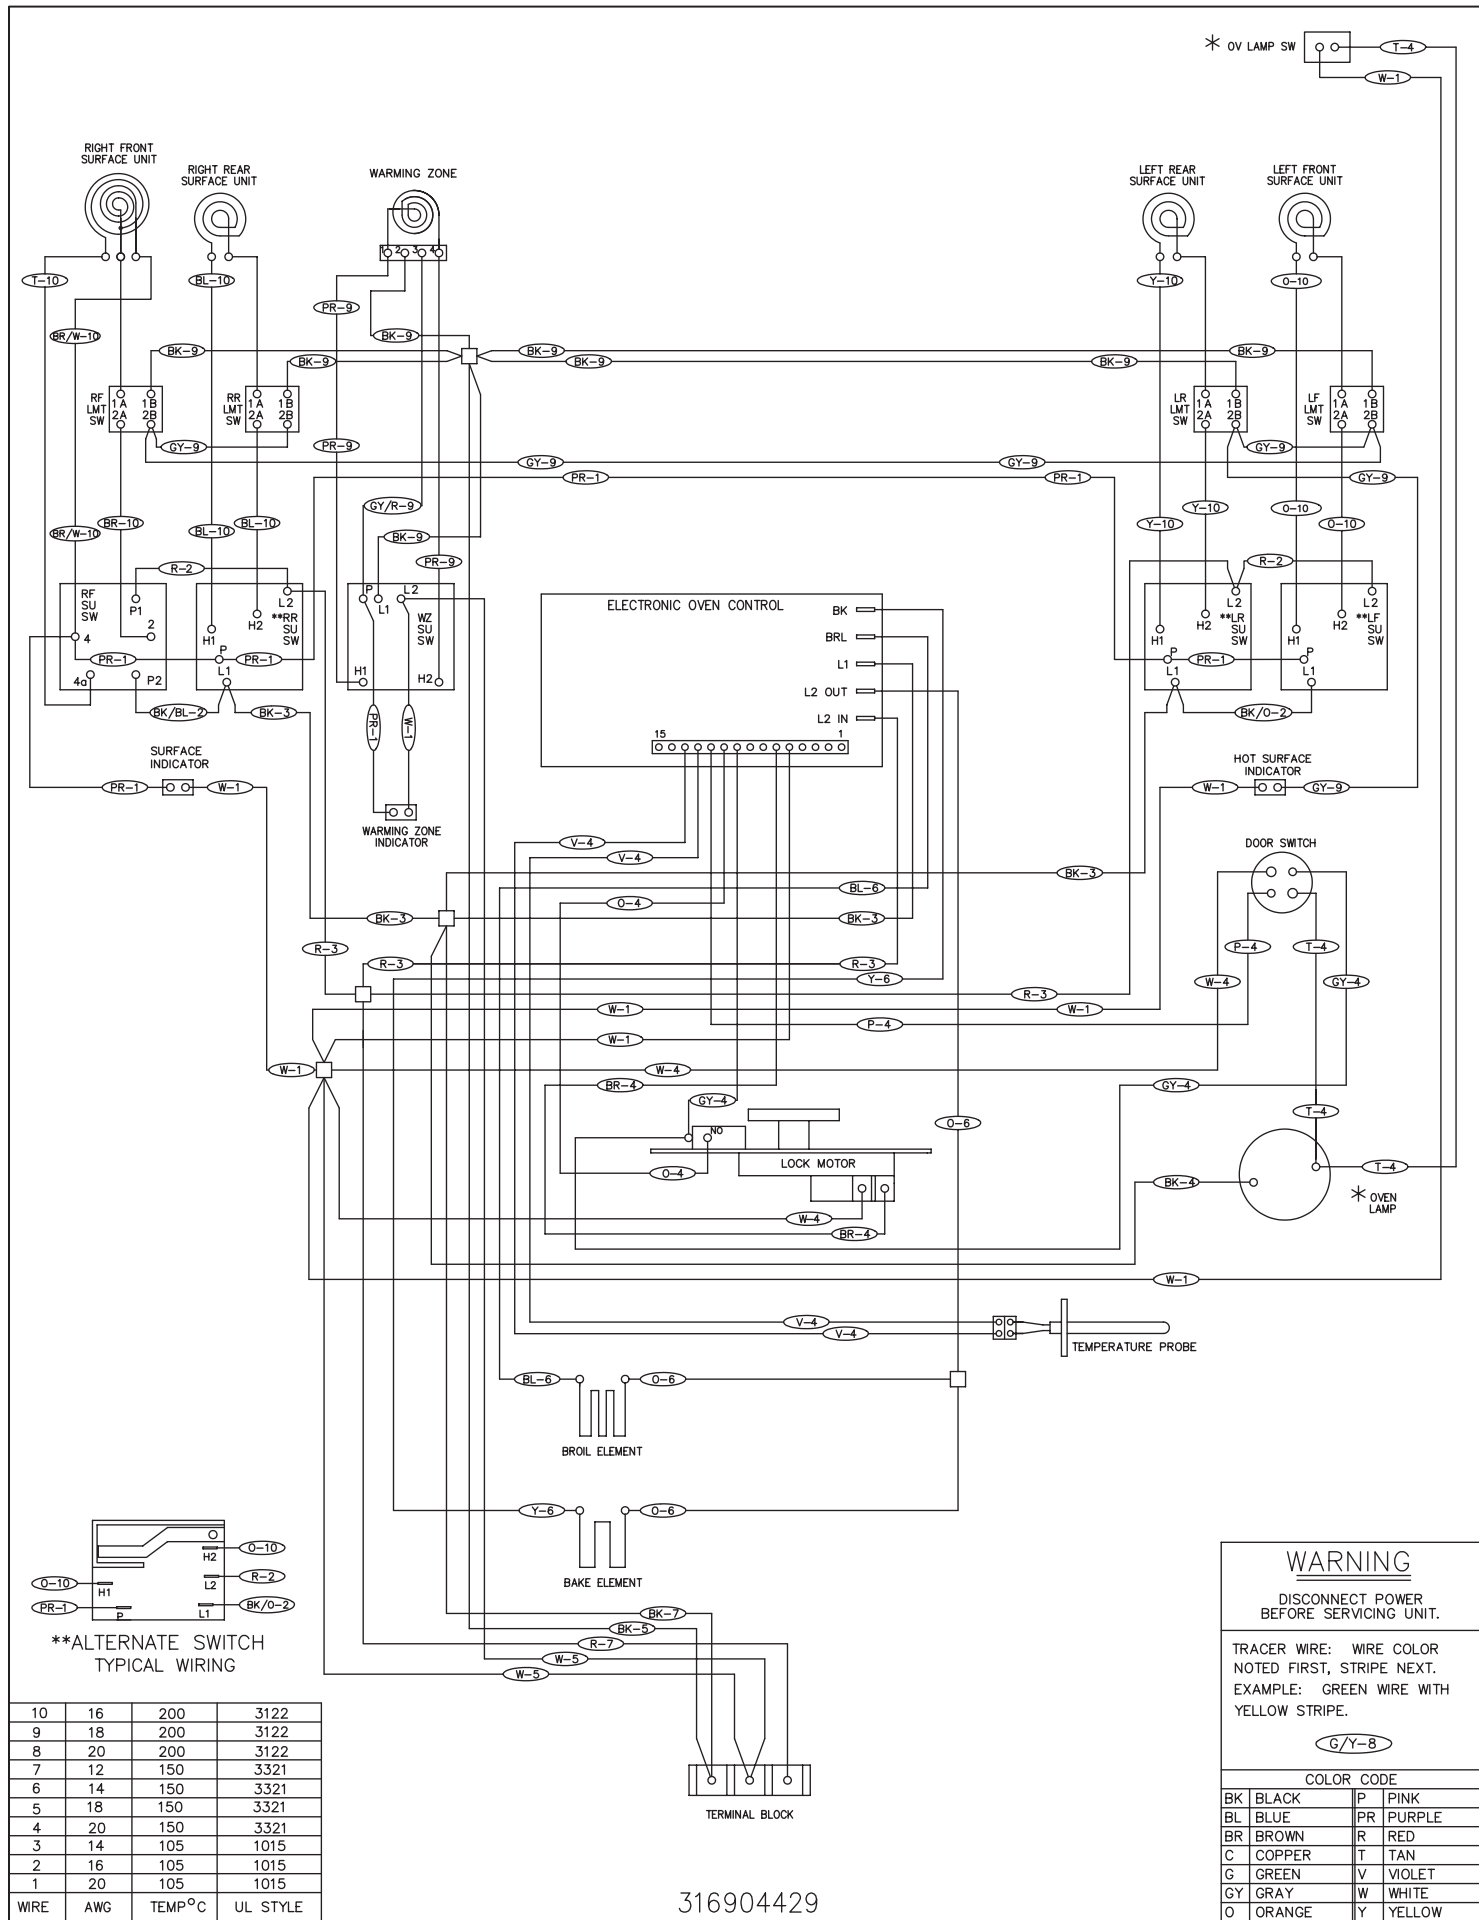 OV LAMP SW
T-4
W-1
RIGHT FRONT
SURFACE UNIT
RIGHT REAR
SURFACE UNIT
WARMING ZONE
LEFT REAR
SURFACE UNIT
LEFT FRONT
SURFACE UNIT
1 2 3 4
T-10
BL-10
Y-10
O-10
PR-9
BR/W-10
BK-9
BK-9
BK-9
BK-9
BK-9
BK-9
BK-9
RF
LMT
SW
1A 1B
2A 2B
RR
LMT
SW
1A 1B
2A 2B
LR
LMT
SW
1A 1B
2A 2B
LF
LMT
SW
1A 1B
2A 2B
GY-9
PR-9
GY-9
GY-9
GY-9
PR-1
PR-1
GY-9
GY/R-9
BR/W-10
BR-10
BL-10
BL-10
BK-9
PR-9
Y-10
Y-10
O-10
O-10
R-2
R-2
RF
SU
SW
P1
2
4
4a
P2
L2
**RR
SU
SW
H1
H2
P
L1
P
L1
L2
WZ
SU
SW
H1
H2
ELECTRONIC OVEN CONTROL
BK
BRL
L1
L2 OUT
L2 IN
15
1
L2
**LR
SU
SW
H1
H2
P
L1
L2
**LF
SU
SW
H1
H2
P
L1
PR-1
PR-1
PR-1
BK/BL-2
BK-3
PR-1
W-1
BK/O-2
SURFACE
INDICATOR
PR-1
W-1
WARMING ZONE
INDICATOR
HOT SURFACE
INDICATOR
W-1
GY-9
V-4
V-4
DOOR SWITCH
BK-3
BL-6
O-4
BK-3
BK-3
R-3
R-3
R-3
P-4
T-4
Y-6
W-4
GY-4
R-3
W-1
W-1
P-4
W-1
W-1
W-4
BR-4
GY-4
GY-4
NO
O-6
T-4
LOCK MOTOR
O-4
T-4
BK-4
OVEN
LAMP
W-4
BR-4
W-1
V-4
V-4
TEMPERATURE PROBE
BL-6
O-6
BROIL ELEMENT
Y-6
O-6
BAKE ELEMENT
O-10
H2
R-2
L2
O-10
H1
BK/O-2
L1
PR-1
P
**ALTERNATE SWITCH
TYPICAL WIRING
BK-7
BK-5
R-7
W-5
W-5
TERMINAL BLOCK
WARNING
DISCONNECT POWER
BEFORE SERVICING UNIT.
TRACER WIRE: WIRE COLOR
NOTED FIRST, STRIPE NEXT.
EXAMPLE: GREEN WIRE WITH
YELLOW STRIPE.
G/Y-8
COLOR CODE
BK BLACK P PINK
BL BLUE PR PURPLE
BR BROWN R RED
C COPPER T TAN
G GREEN V VIOLET
GY GRAY W WHITE
O ORANGE Y YELLOW
10 16 200 3122
9 18 200 3122
8 20 200 3122
7 12 150 3321
6 14 150 3321
5 18 150 3321
4 20 150 3321
3 14 105 1015
2 16 105 1015
1 20 105 1015
WIRE AWG TEMP°C UL STYLE
316904429